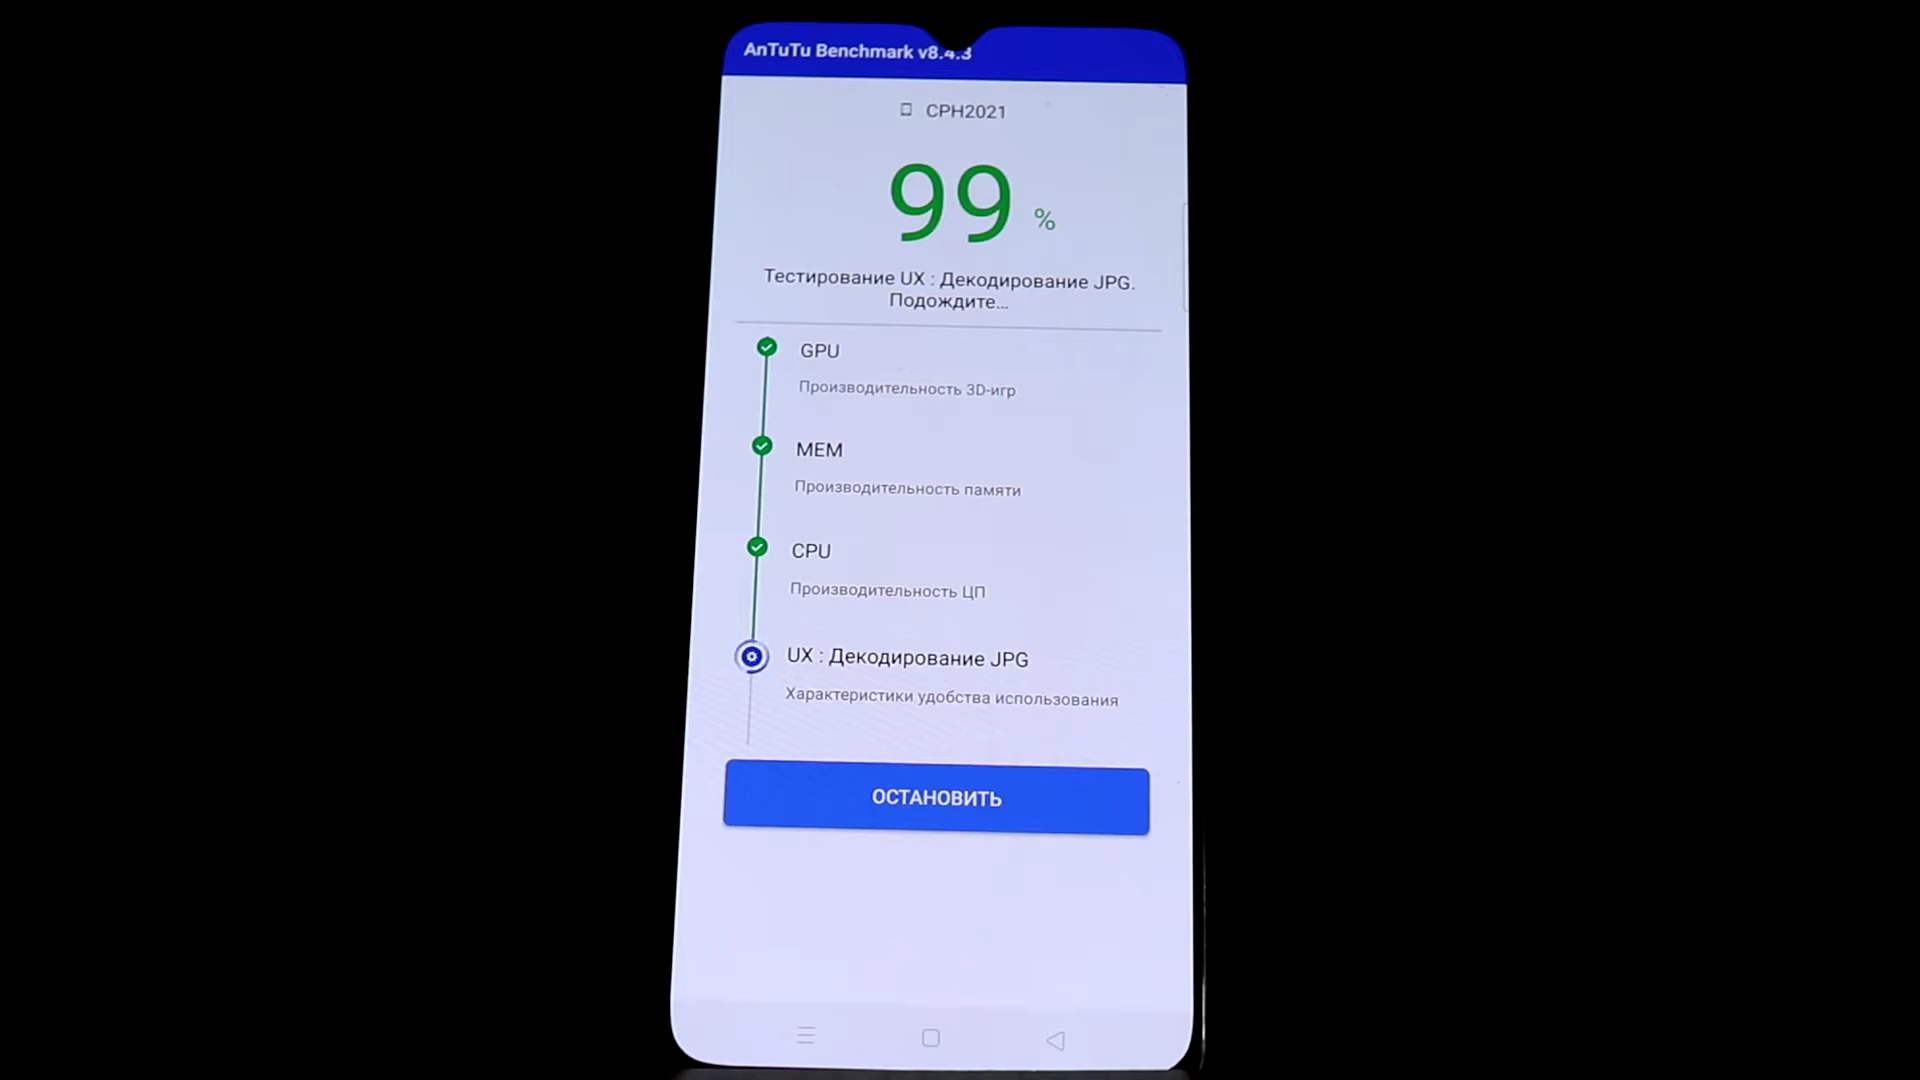 AnTuTu Benchmark v8.4.3
CPH2021
99 %
Тестирование UX : Декодирование JPG.
Подождите...
GPU
Производительность 3D-игр
MEM
Производительность памяти
CPU
Производительность ЦП
UX : Декодирование JPG
Характеристики удобства использования
ОСТАНОВИТЬ